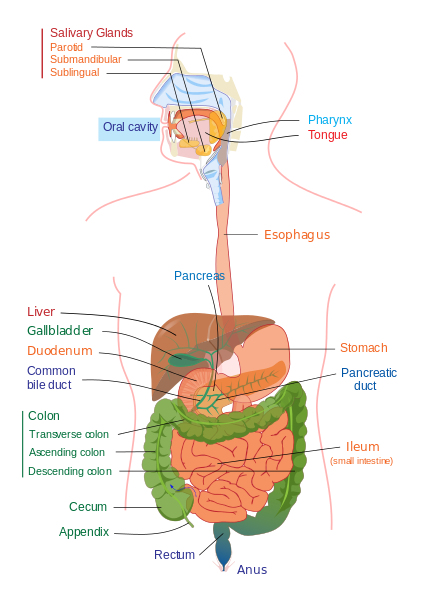 Salivary Glands
Parotid
Submandibular
Sublingual
Oral cavity
Pharynx
Tongue
Esophagus
Pancreas
Liver
Gallbladder
Duodenum
Common
bile duct
Stomach
Pancreatic
duct
Colon
Transverse colon
Ascending colon
Descending colon
Ileum
(small intestine)
Cecum
Appendix
Rectum
Anus